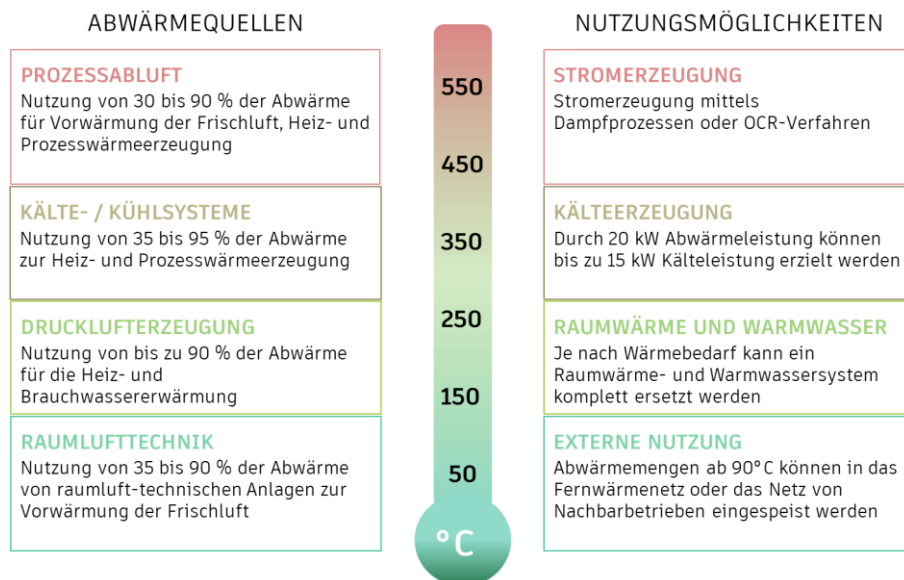 ABWÄRMEQUELLEN
PROZESSABLUFT
Nutzung von 30 bis 90 % der Abwärme
für Vorwärmung der Frischluft, Heiz- und
Prozesswärmeerzeugung
KÄLTE- / KÜHLSYSTEME
Nutzung von 35 bis 95 % der Abwärme
zur Heiz- und Prozesswärmeerzeugung
DRUCKLUFTERZEUGUNG
Nutzung von bis zu 90 % der Abwärme
für die Heiz- und
Brauchwassererwärmung
RAUMLUFTTECHNIK
Nutzung von 35 bis 90 % der Abwärme
von raumluft-technischen Anlagen zur
Vorwärmung der Frischluft
550
450
350
250
150
50
°C
NUTZUNGSMÖGLICHKEITEN
STROMERZEUGUNG
Stromerzeugung mittels
Dampfprozessen oder OCR-Verfahren
KÄLTEERZEUGUNG
Durch 20 kW Abwärmeleistung können
bis zu 15 kW Kälteleistung erzielt werden
RAUMWÄRME UND WARMWASSER
Je nach Wärmebedarf kann ein
Raumwärme- und Warmwassersystem
komplett ersetzt werden
EXTERNE NUTZUNG
Abwärmemengen ab 90°C können in das
Fernwärmenetz oder das Netz von
Nachbarbetrieben eingespeist werden